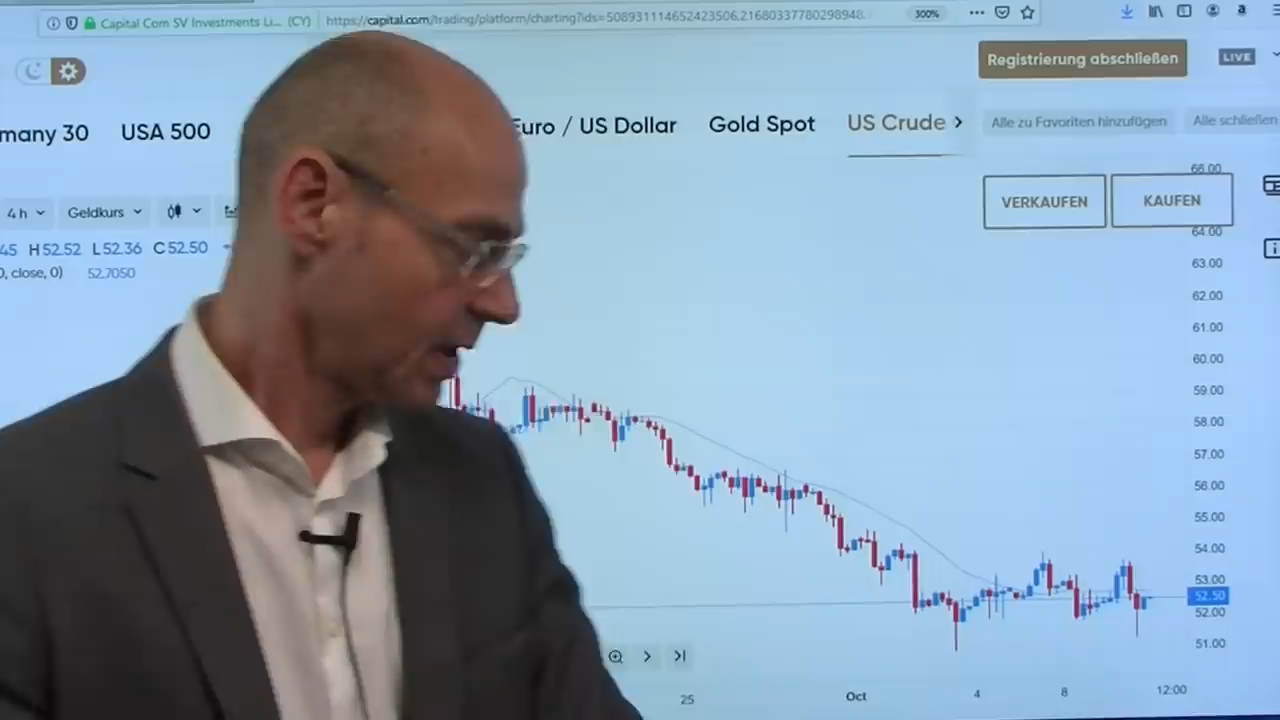 Capital Com SV Investments Li... (CY) https://capital.com/trading/platform/charting?ids=508931114652423506,21680337780298948. 300%
Registrierung abschließen LIVE
many 30 USA 500 Euro / US Dollar Gold Spot US Crude Alle zu Favoriten hinzufügen Alle schließen
66.00
VERKAUFEN KAUFEN
4 h Geldkurs
64.00
45 H52.52 L52.36 C52.50
0, close, 0) 52.7050
63.00
62.00
61.00
60.00
59.00
58.00
57.00
56.00
55.00
54.00
53.00
52.50
52.00
51.00
25 Oct 4 8 12:00